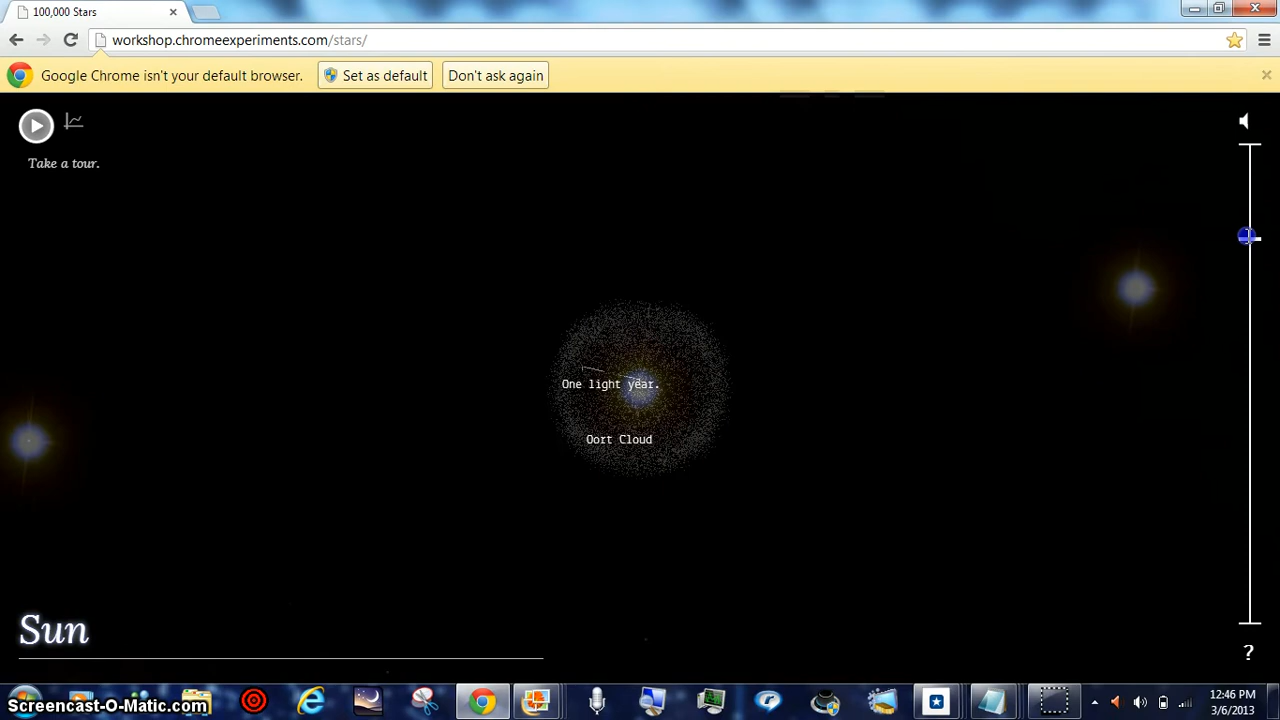 100,000 Stars
workshop.chromeexperiments.com/stars/
Google Chrome isn't your default browser.
Set as default
Don't ask again
Take a tour.
One light year.
Oort Cloud
Sun
?
Screencast-O-Matic.com
12:46 PM
3/6/2013